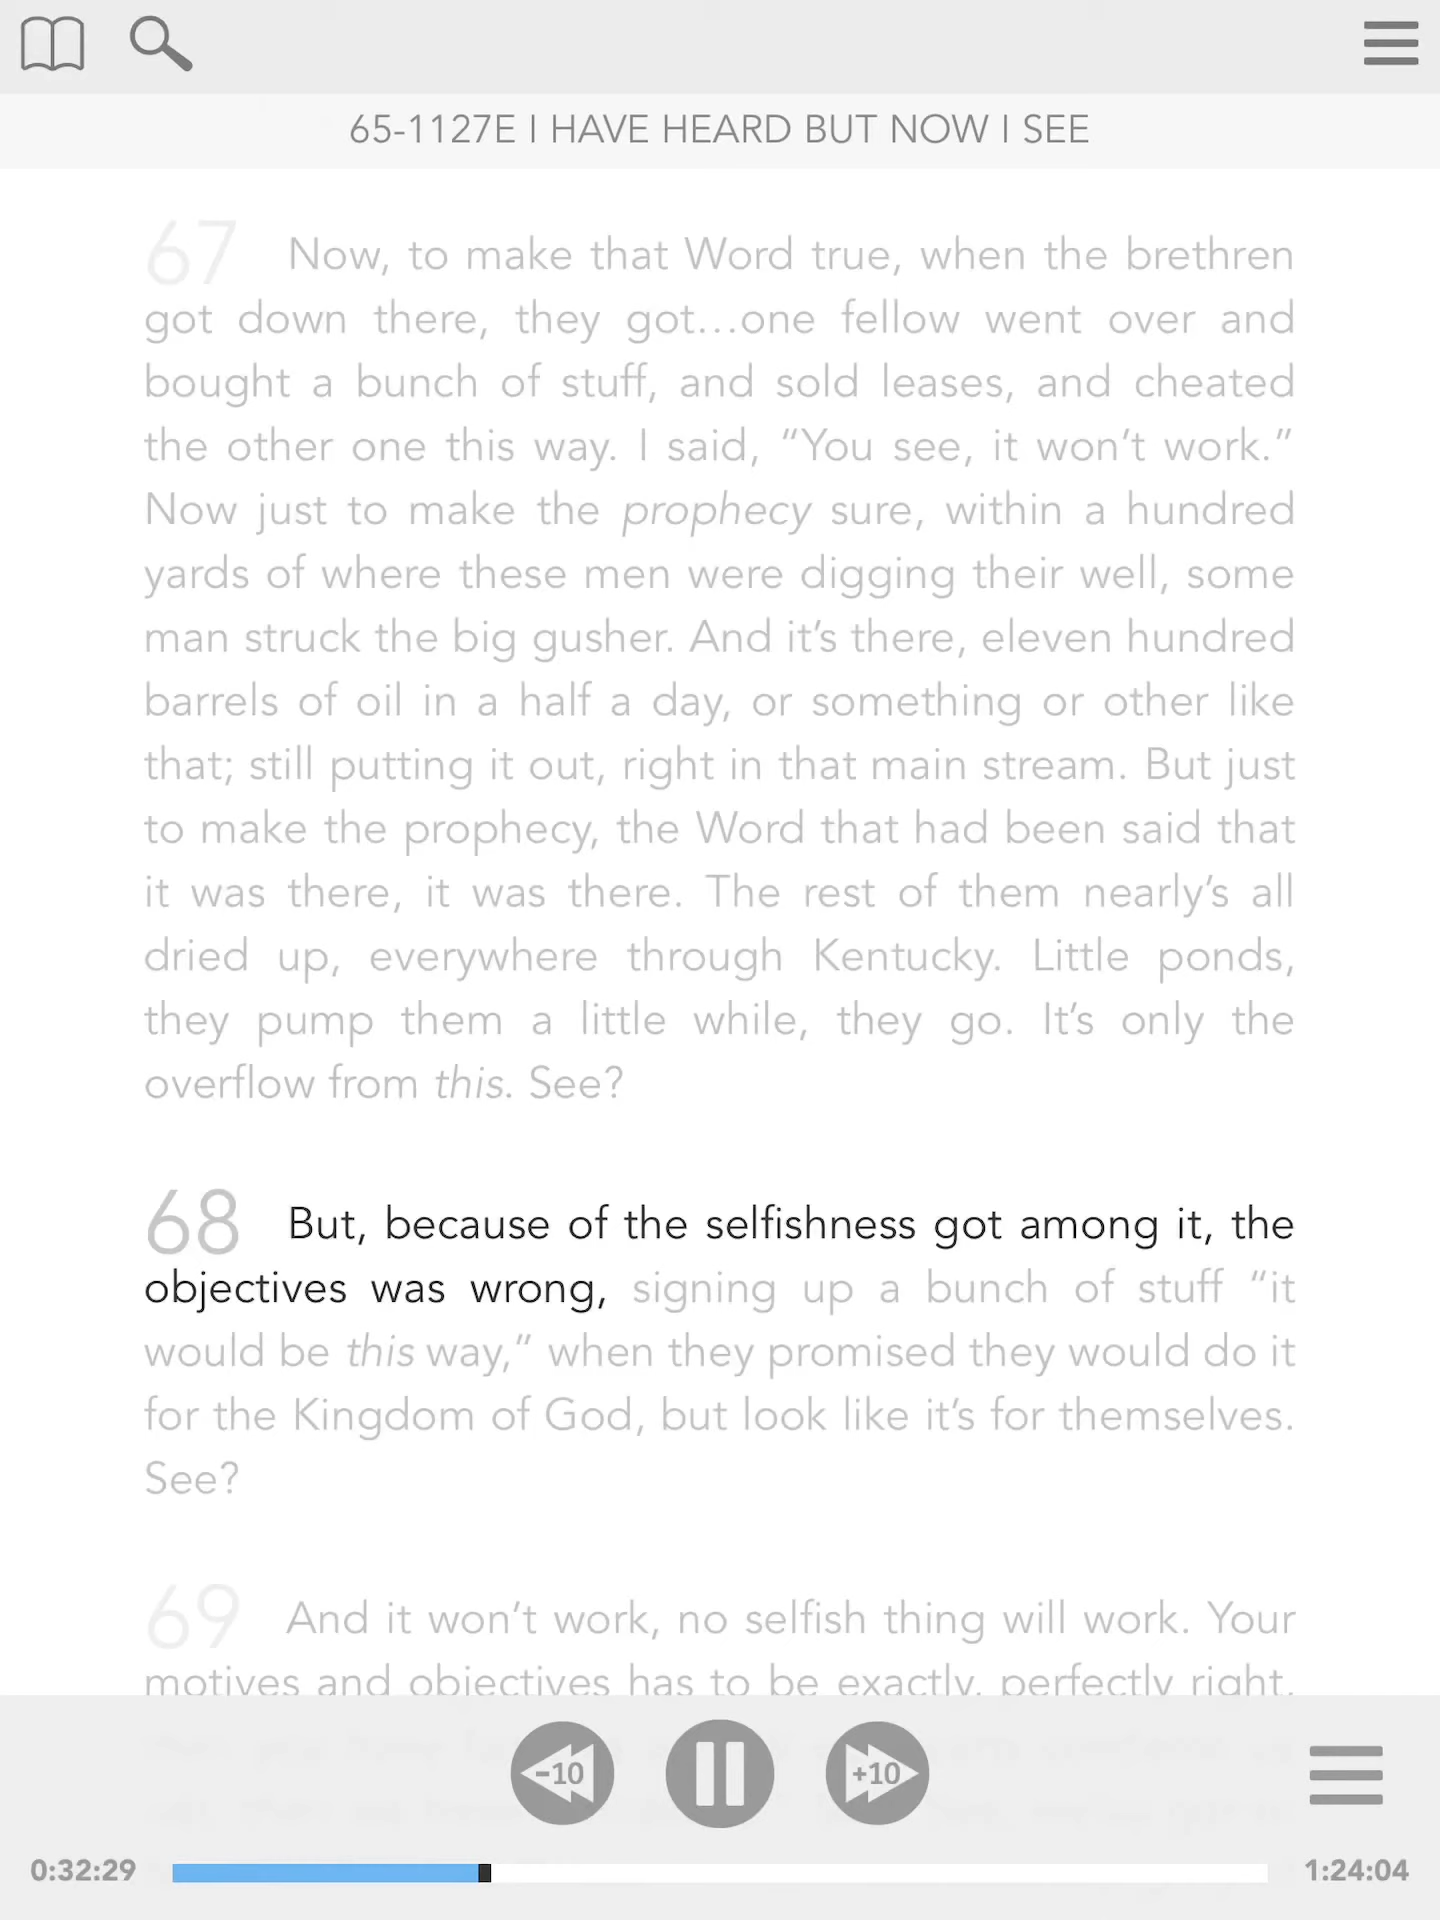 65-1127E I HAVE HEARD BUT NOW I SEE
67 Now, to make that Word true, when the brethren
got down there, they got…one fellow went over and
bought a bunch of stuff, and sold leases, and cheated
the other one this way. I said, “You see, it won’t work.”
Now just to make the prophecy sure, within a hundred
yards of where these men were digging their well, some
man struck the big gusher. And it’s there, eleven hundred
barrels of oil in a half a day, or something or other like
that; still putting it out, right in that main stream. But just
to make the prophecy, the Word that had been said that
it was there, it was there. The rest of them nearly’s all
dried up, everywhere through Kentucky. Little ponds,
they pump them a little while, they go. It’s only the
overflow from this. See?
68 But, because of the selfishness got among it, the
objectives was wrong, signing up a bunch of stuff “it
would be this way,” when they promised they would do it
for the Kingdom of God, but look like it’s for themselves.
See?
69 And it won’t work, no selfish thing will work. Your
motives and objectives has to be exactly, perfectly right,
-10 +10
0:32:29 1:24:04